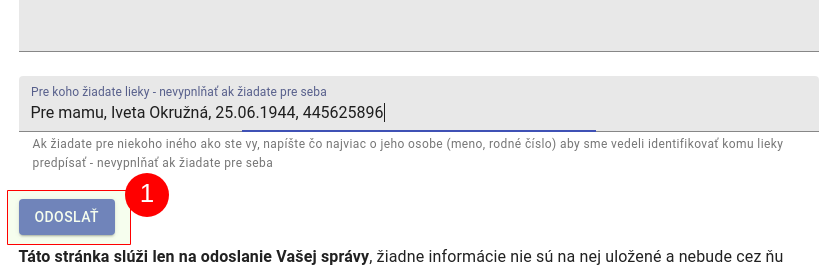 Pre koho žiadate lieky - nevypnlňať ak žiadate pre seba
Pre mamu, Iveta Okružná, 25.06.1944, 445625896
Ak žiadate pre niekoho iného ako ste vy, napíšte čo najviac o jeho osobe (meno, rodné číslo) aby sme vedeli identifikovať komu lieky
predpísať - nevypnlňať ak žiadate pre seba
1
ODOSLAŤ
Táto stránka slúži len na odoslanie Vašej správy, žiadne informácie nie sú na nej uložené a nebude cez ňu